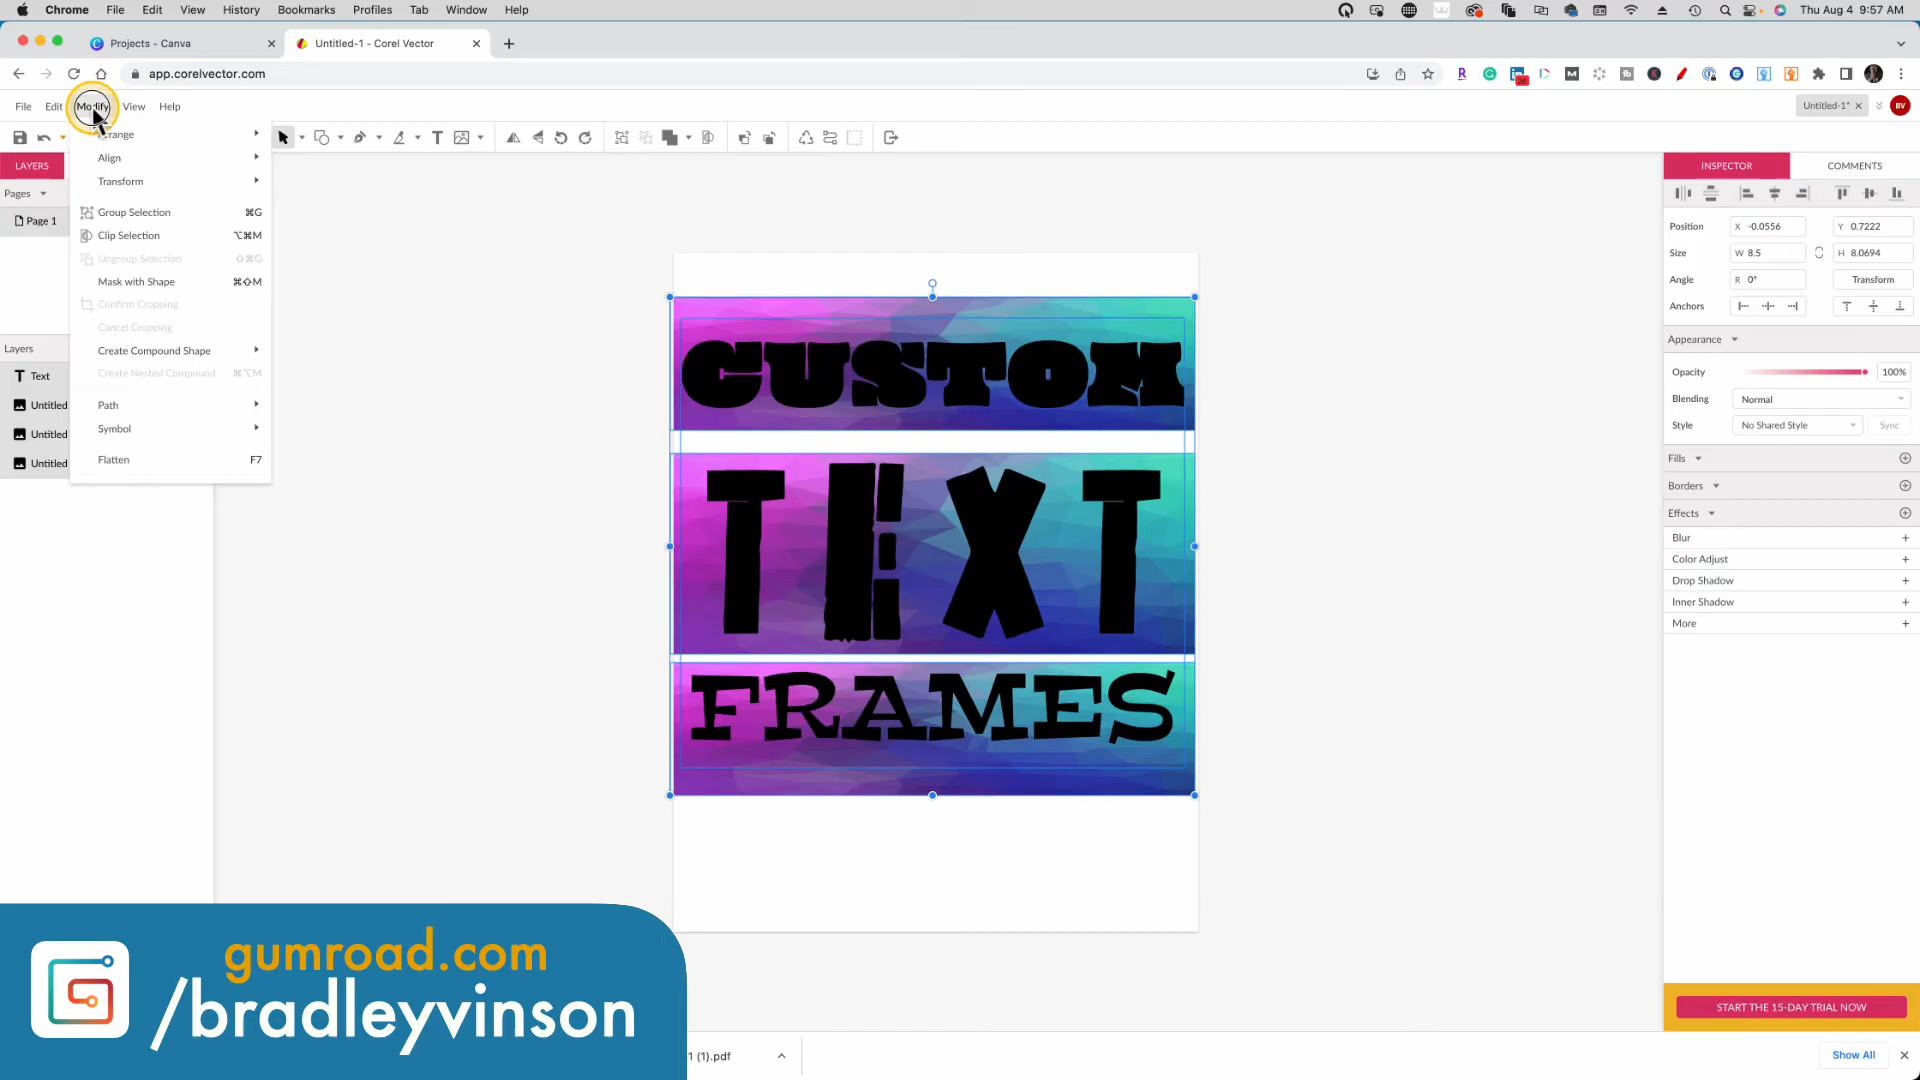 Chrome File Edit View History Bookmarks Profiles Tab Window Help Thu Aug 4 9:57 AM
Projects - Canva Untitled-1 - Corel Vector
app.corelvector.com
File Edit Modify View Help Untitled-1* BV
LAYERS
Pages
Page 1
Layers
Text
Untitled
Untitled
Untitled
Align
Transform
Group Selection ⌘G
Clip Selection ⌥⌘M
Ungroup Selection ⇧⌘G
Mask with Shape ⌘⇧M
Confirm Cropping
Cancel Cropping
Create Compound Shape
Create Nested Compound ⌘⌥M
Path
Symbol
Flatten F7
CUSTOM
TEXT
FRAMES
INSPECTOR COMMENTS
Position X -0.0556 Y 0.7222
Size W 8.5 H 8.0694
Angle R 0° Transform
Anchors
Appearance
Opacity 100%
Blending Normal
Style No Shared Style Sync
Fills
Borders
Effects
Blur
Color Adjust
Drop Shadow
Inner Shadow
More
START THE 15-DAY TRIAL NOW
gumroad.com
/bradleyvinson
1 (1).pdf
Show All